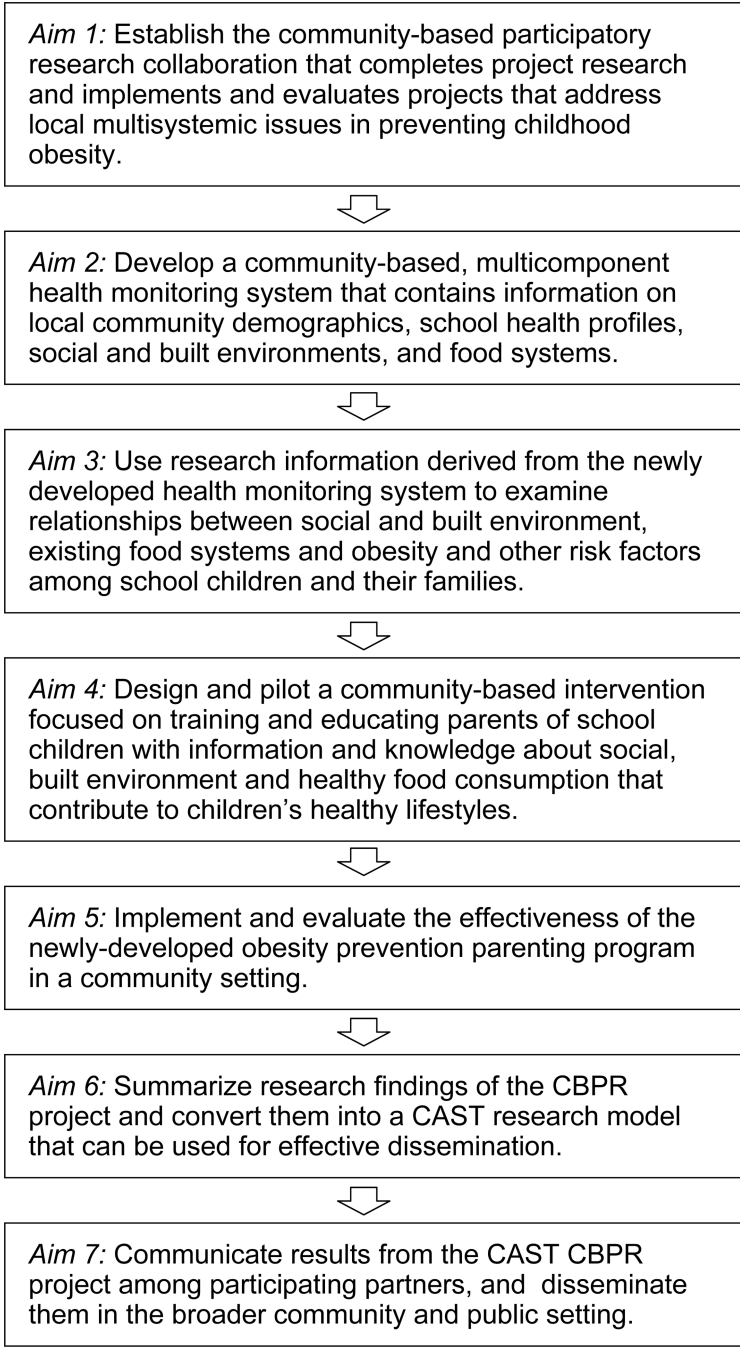 Aim 1: Establish the community-based participatory
research collaboration that completes project research
and implements and evaluates projects that address
local multisystemic issues in preventing childhood
obesity.
Aim 2: Develop a community-based, multicomponent
health monitoring system that contains information on
local community demographics, school health profiles,
social and built environments, and food systems.
Aim 3: Use research information derived from the newly
developed health monitoring system to examine
relationships between social and built environment,
existing food systems and obesity and other risk factors
among school children and their families.
Aim 4: Design and pilot a community-based intervention
focused on training and educating parents of school
children with information and knowledge about social,
built environment and healthy food consumption that
contribute to children’s healthy lifestyles.
Aim 5: Implement and evaluate the effectiveness of the
newly-developed obesity prevention parenting program
in a community setting.
Aim 6: Summarize research findings of the CBPR
project and convert them into a CAST research model
that can be used for effective dissemination.
Aim 7: Communicate results from the CAST CBPR
project among participating partners, and  disseminate
them in the broader community and public setting.